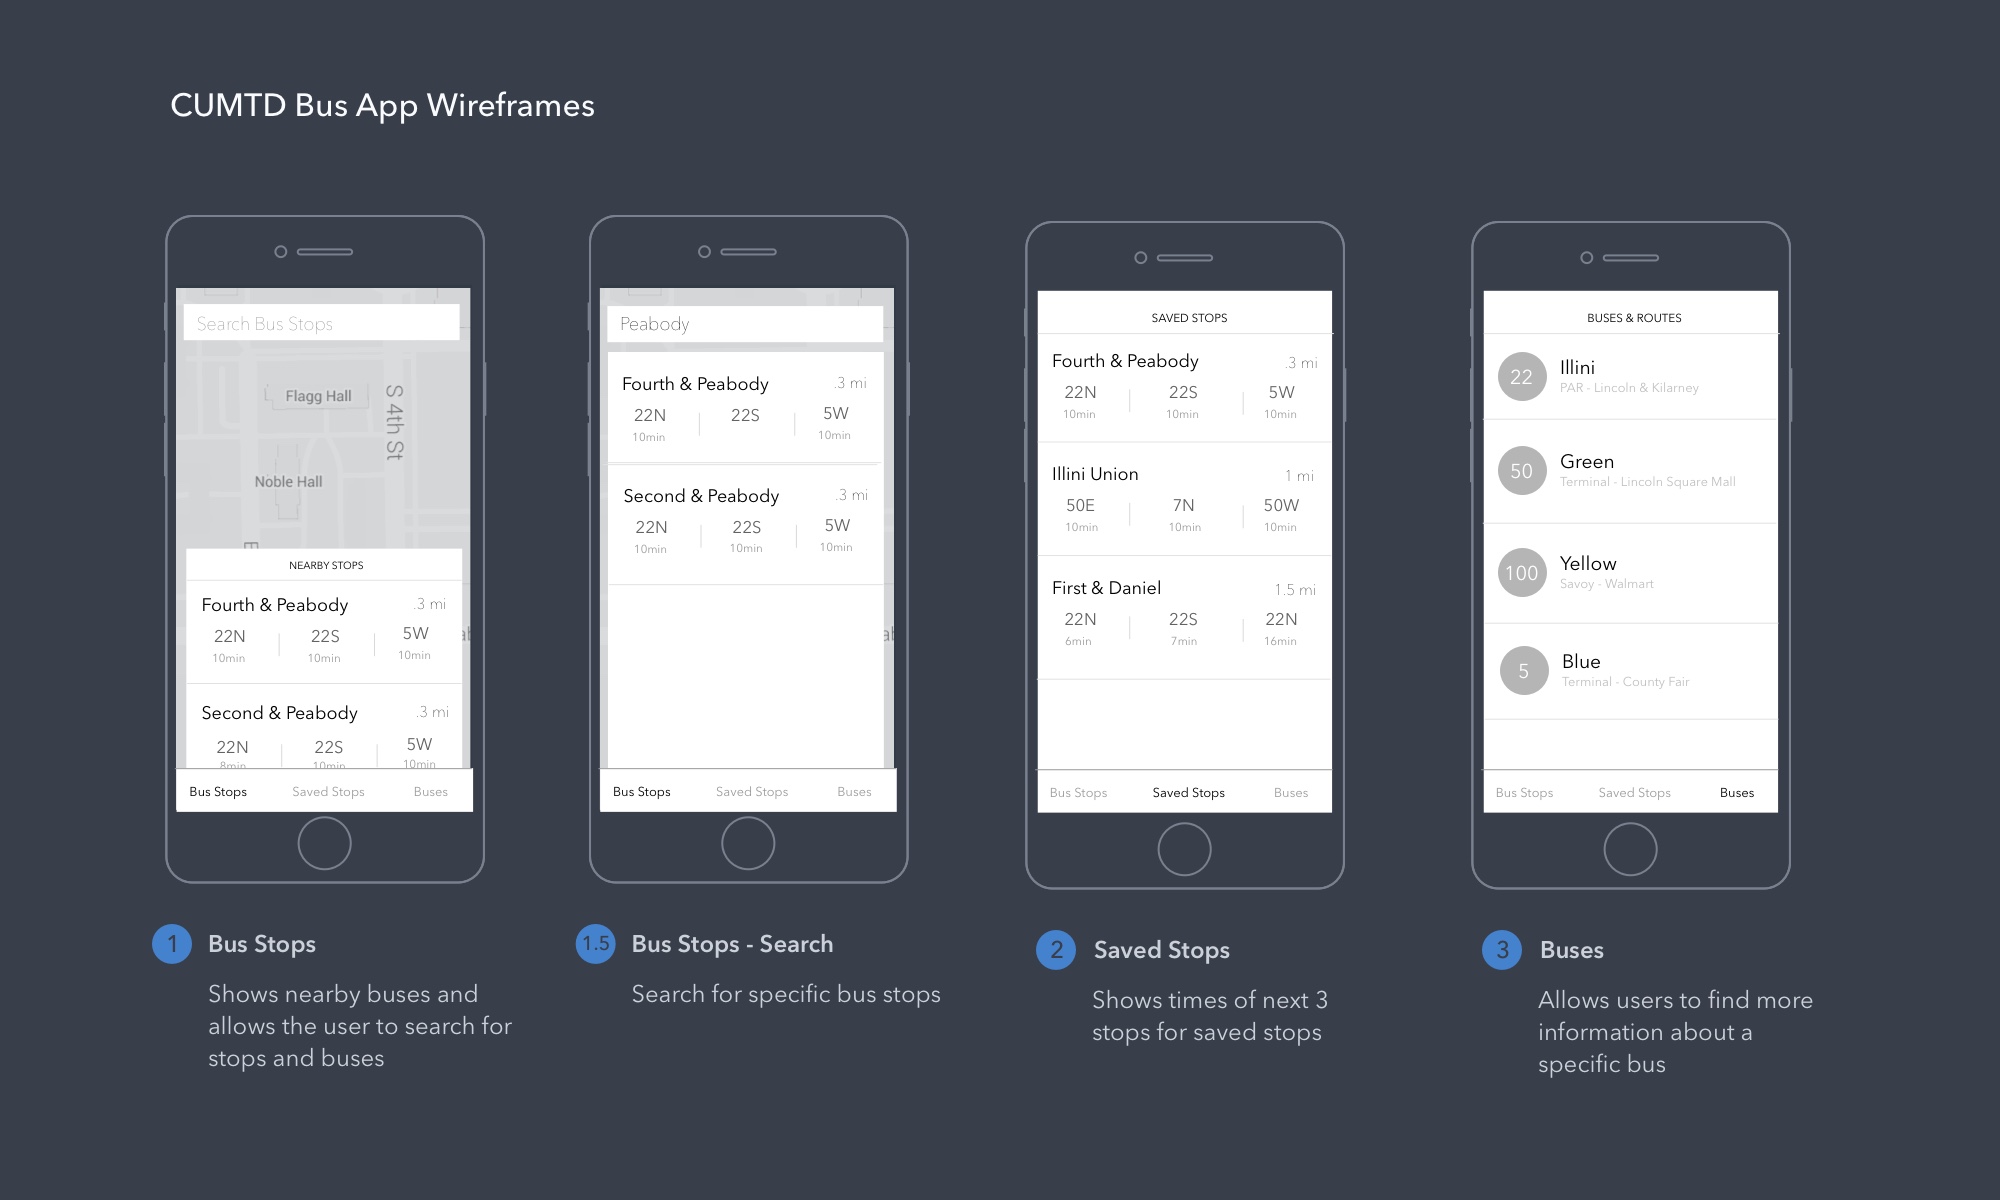 CUMTD Bus App Wireframes
Search Bus Stops
Flagg Hall
S 4th St
Noble Hall
NEARBY STOPS
Fourth & Peabody .3 mi
22N 22S 5W
10min 10min 10min
Second & Peabody .3 mi
22N 22S 5W
8min 10min 10min
Bus Stops Saved Stops Buses
1 Bus Stops
Shows nearby buses and
allows the user to search for
stops and buses
Peabody
Fourth & Peabody .3 mi
22N 22S 5W
10min 10min
Second & Peabody .3 mi
22N 22S 5W
10min 10min 10min
Bus Stops Saved Stops Buses
1.5 Bus Stops - Search
Search for specific bus stops
SAVED STOPS
Fourth & Peabody .3 mi
22N 22S 5W
10min 10min 10min
Illini Union 1 mi
50E 7N 50W
10min 10min 10min
First & Daniel 1.5 mi
22N 22S 22N
6min 7min 16min
Bus Stops Saved Stops Buses
2 Saved Stops
Shows times of next 3
stops for saved stops
BUSES & ROUTES
22 Illini
PAR - Lincoln & Kilarney
50 Green
Terminal - Lincoln Square Mall
100 Yellow
Savoy - Walmart
5 Blue
Terminal - County Fair
Bus Stops Saved Stops Buses
3 Buses
Allows users to find more
information about a
specific bus